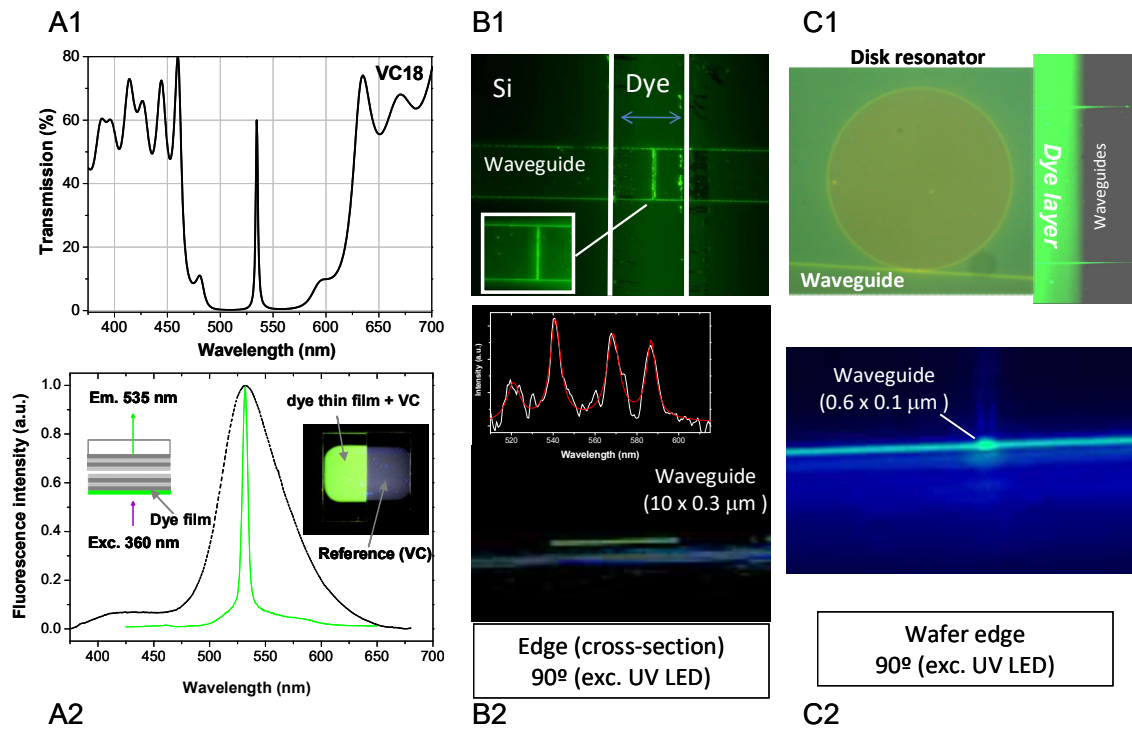 A1
B1
C1
VC18
Transmission (%)
80
60
40
20
0
400
450
500
550
600
650
700
Wavelength (nm)
Si
Dye
Waveguide
Disk resonator
Dye layer
Waveguides
Waveguide
Fluorescence intensity (a.u.)
1.0
0.8
0.6
0.4
0.2
0.0
Em. 535 nm
Dye film
Exc. 360 nm
dye thin film + VC
Reference (VC)
400
450
500
550
600
650
700
Wavelength (nm)
Intensity (a.u.)
520
540
560
580
600
Wavelength (nm)
Waveguide
(10 x 0.3 μm )
Waveguide
(0.6 x 0.1 μm )
Edge (cross-section)
90º (exc. UV LED)
Wafer edge
90º (exc. UV LED)
A2
B2
C2